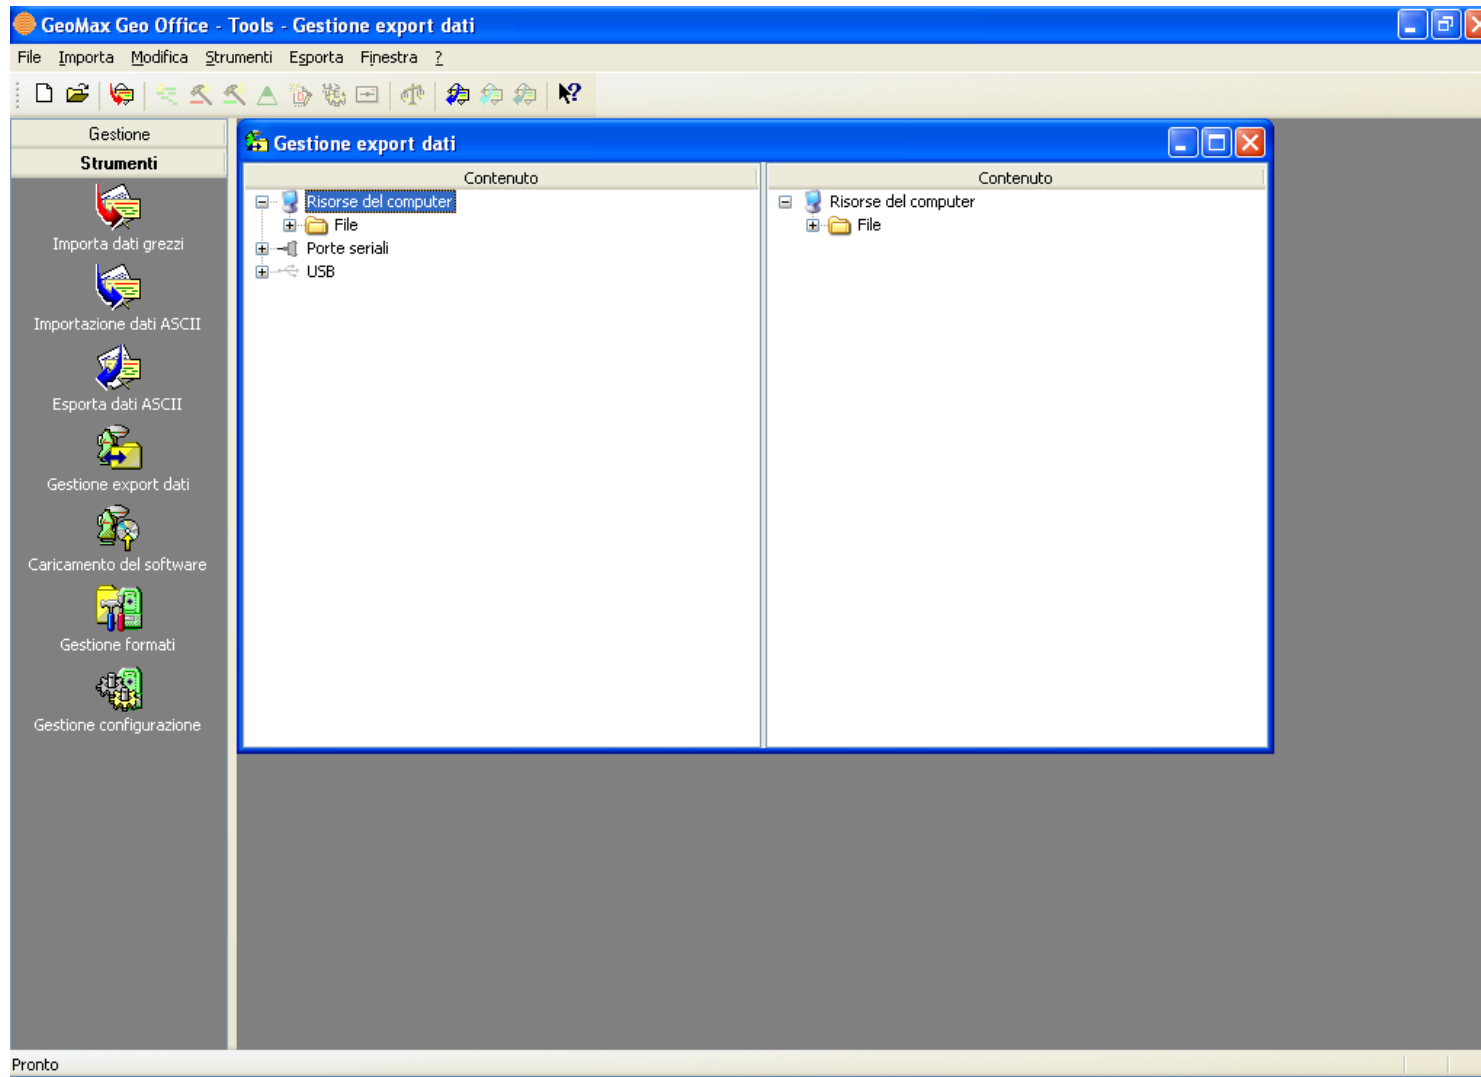 GeoMax Geo Office - Tools - Gestione export dati
File Importa Modifica Strumenti Esporta Finestra ?
Gestione
Strumenti
Importa dati grezzi
Importazione dati ASCII
Esporta dati ASCII
Gestione export dati
Caricamento del software
Gestione formati
Gestione configurazione
Gestione export dati
Contenuto
Risorse del computer
File
Porte seriali
USB
Contenuto
Risorse del computer
File
Pronto